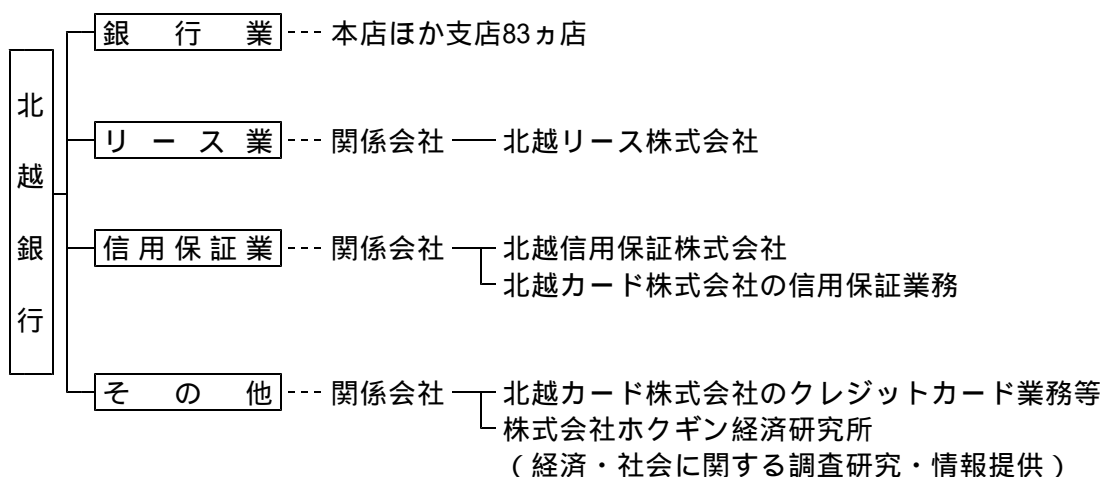 北越銀行
銀行業 本店ほか支店83ヵ店
リース業 関係会社 北越リース株式会社
信用保証業 関係会社 北越信用保証株式会社
北越カード株式会社の信用保証業務
その他 関係会社 北越カード株式会社のクレジットカード業務等
株式会社ホクギン経済研究所
(経済・社会に関する調査研究・情報提供)